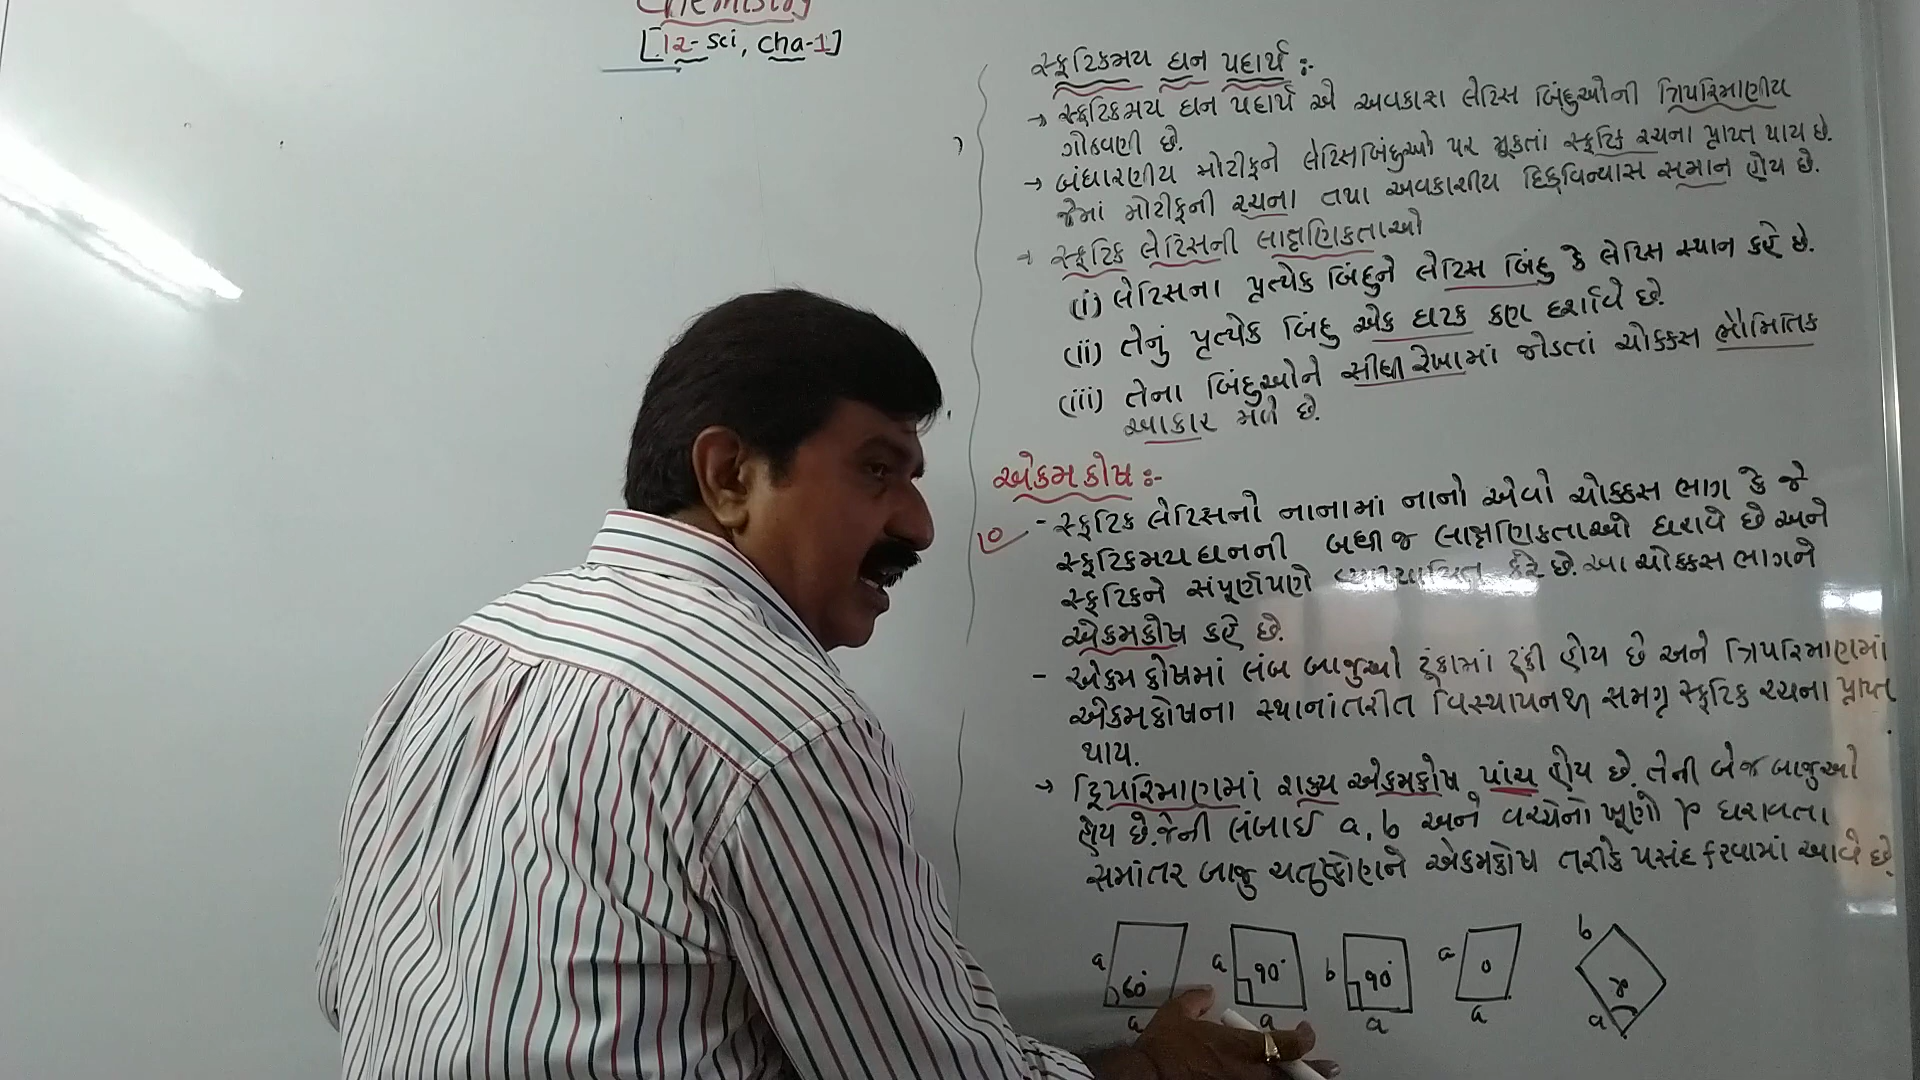 Chemistry
[12-sci, cha-1]
સ્ફટિકમય ઘન પદાર્થ :-
→ સ્ફટિકમય ઘન પદાર્થ એ અવકાશ લેટિસ બિંદુઓની ત્રિપરિમાણીય
ગોઠવણી છે.
→ બંધારણીય મોટીફને લેટિસબિંદુઓ પર મૂકતાં સ્ફટિક રચના પ્રાપ્ત થાય છે.
જેમાં મોટીફની રચના તથા અવકાશીય દિક્વિન્યાસ સમાન હોય છે.
→ સ્ફટિક લેટિસની લાક્ષણિકતાઓ
(i) લેટિસના પ્રત્યેક બિંદુને લેટિસ બિંદુ કે લેટિસ સ્થાન કહે છે.
(ii) તેનું પ્રત્યેક બિંદુ એક ઘટક કણ દર્શાવે છે.
(iii) તેના બિંદુઓને સીધી રેખામાં જોડતાં ચોક્કસ ભૌમિતિક
આકાર મળે છે.
એકમ કોષ :-
- સ્ફટિક લેટિસનો નાનામાં નાનો એવો ચોક્કસ ભાગ કે જે
સ્ફટિકમય ઘનની બધી જ લાક્ષણિકતાઓ ધરાવે છે અને
સ્ફટિકને સંપૂર્ણપણે કરે છે. આ ચોક્કસ ભાગને
એકમકોષ કહે છે.
- એકમ કોષમાં લંબ બાજુઓ ટૂંકામાં ટૂંકી હોય છે અને ત્રિપરિમાણમાં
એકમકોષના સ્થાનાંતરીત વિસ્થાપનથી સમગ્ર સ્ફટિક રચના પ્રાપ્ત
થાય.
→ દ્વિપરિમાણમાં શક્ય એકમકોષ પાંચ હોય છે. તેની બે જ બાજુઓ
હોય છે. જેની લંબાઈ a, b અને વચ્ચેનો ખૂણો γ ધરાવતા
સમાંતર બાજુ ચતુષ્કોણને એકમકોષ તરીકે પસંદ કરવામાં આવે છે.
a 60° a
a 90° a
b 90° a
a 0 a
b γ a